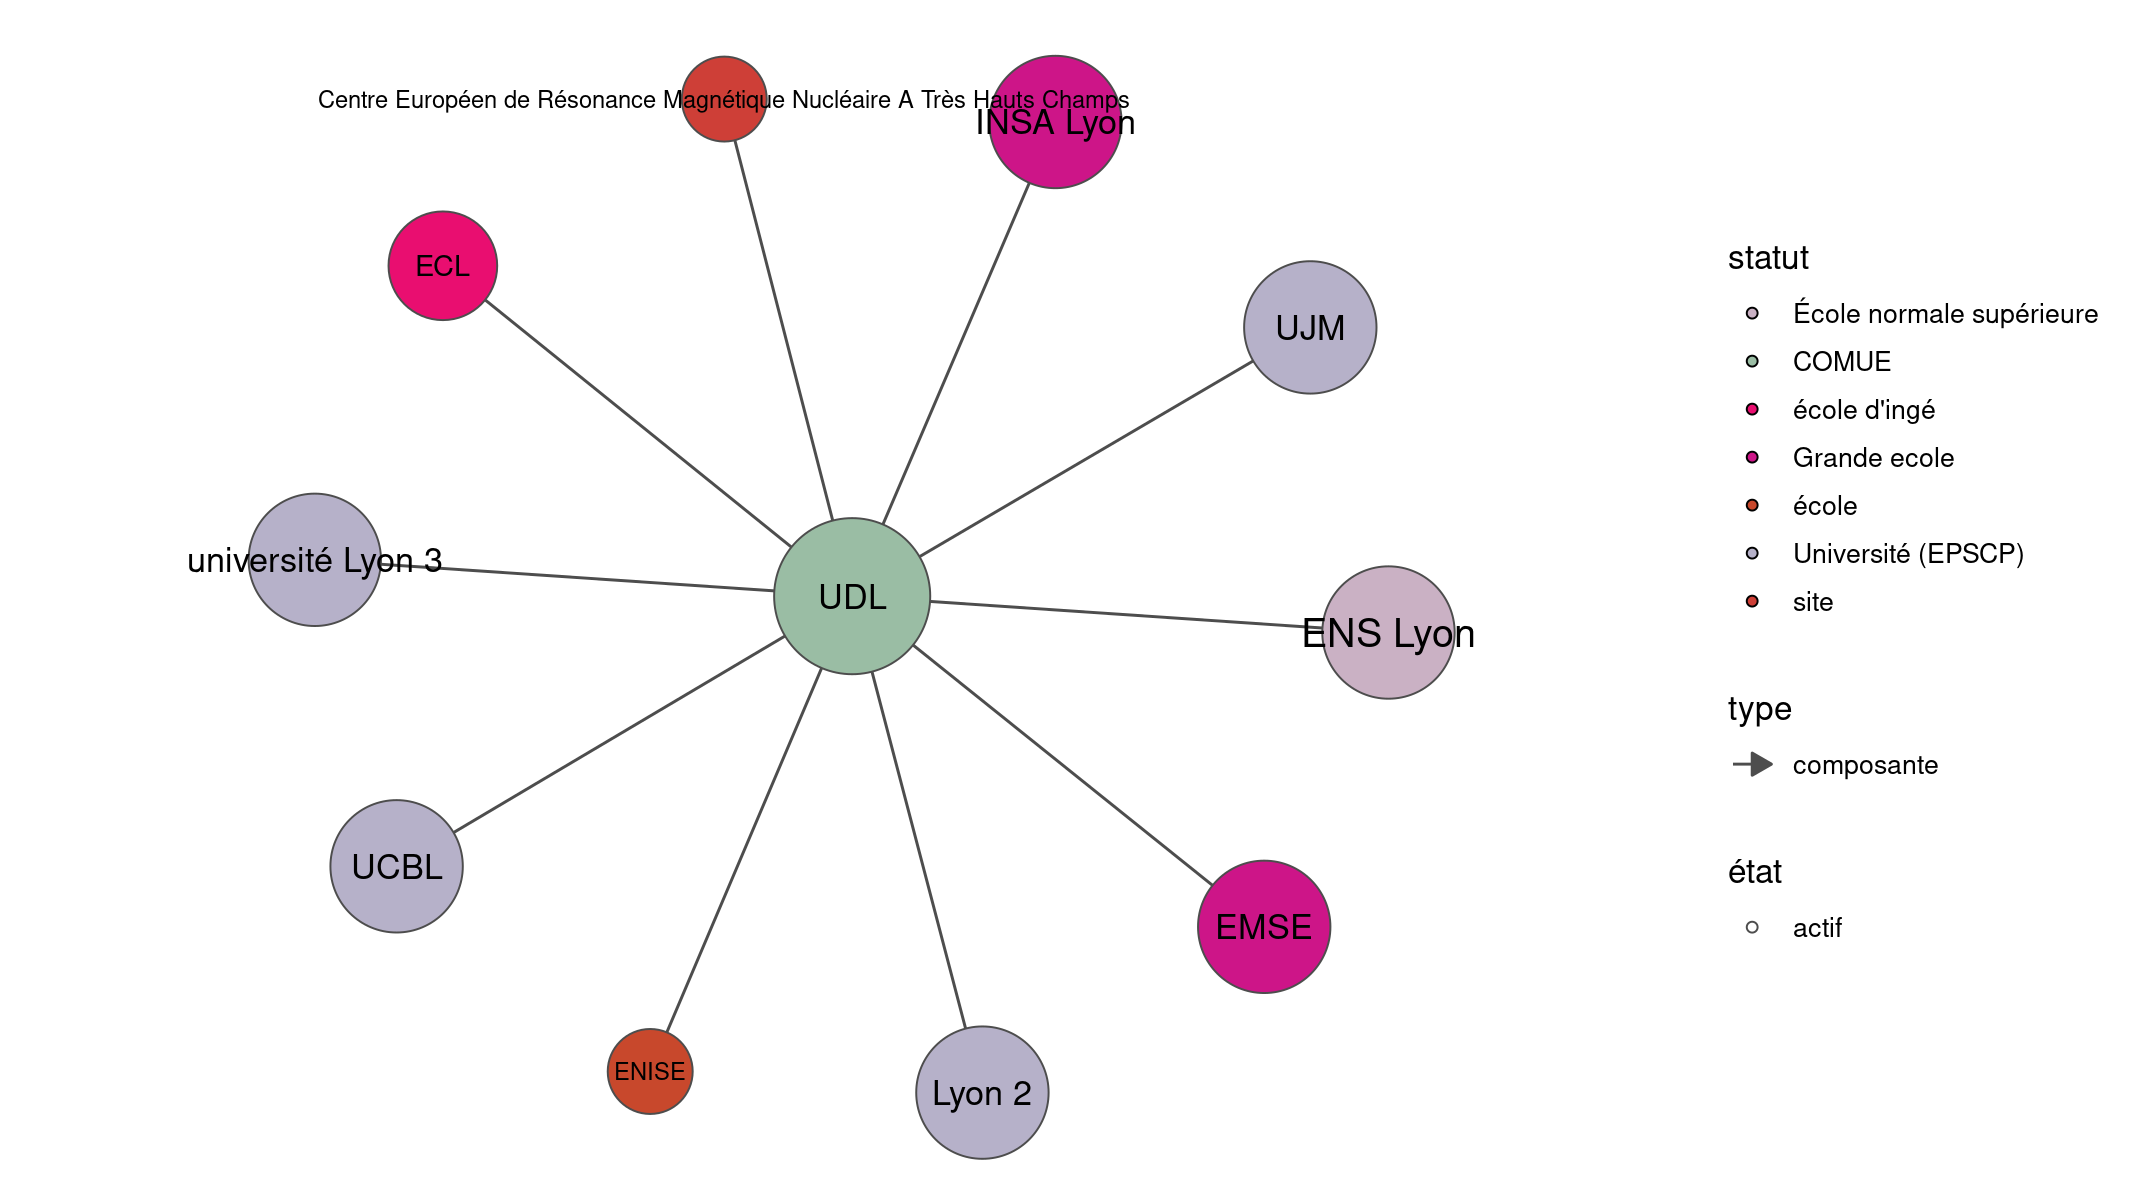 Centre Européen de Résonance Magnétique Nucléaire A Très Hauts Champs
INSA Lyon
ECL
UJM
université Lyon 3
UDL
ENS Lyon
UCBL
EMSE
ENISE
Lyon 2
statut
École normale supérieure
COMUE
école d'ingé
Grande ecole
école
Université (EPSCP)
site
type
composante
état
actif